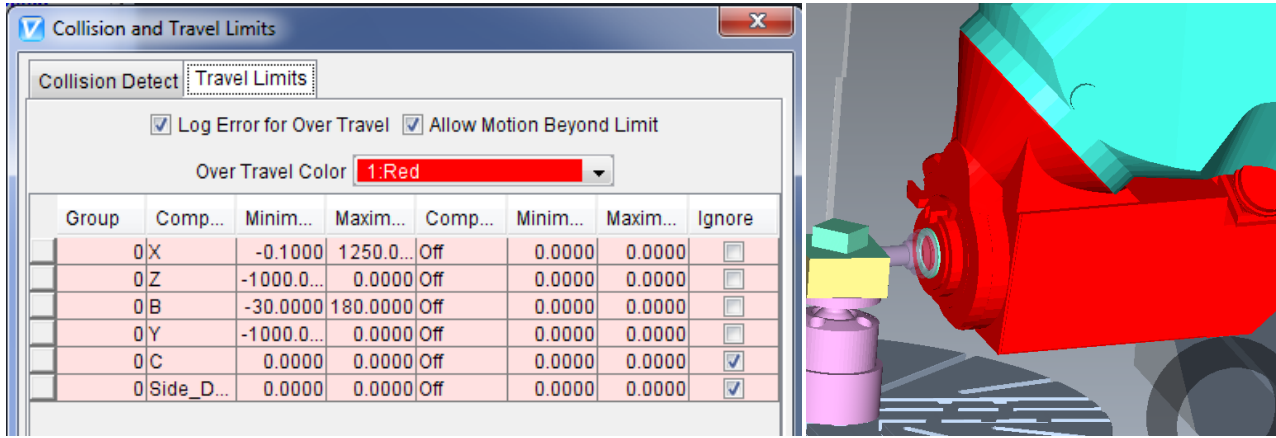 Collision and Travel Limits
Collision Detect Travel Limits
Log Error for Over Travel Allow Motion Beyond Limit
Over Travel Color 1:Red
Group Comp... Minim... Maxim... Comp... Minim... Maxim... Ignore
0 X -0.1000 1250.0... Off 0.0000 0.0000
0 Z -1000.0... 0.0000 Off 0.0000 0.0000
0 B -30.0000 180.0000 Off 0.0000 0.0000
0 Y -1000.0... 0.0000 Off 0.0000 0.0000
0 C 0.0000 0.0000 Off 0.0000 0.0000
0 Side_D... 0.0000 0.0000 Off 0.0000 0.0000